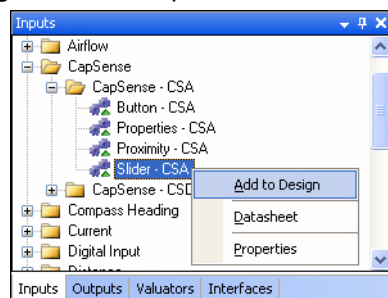 Inputs
Airflow
CapSense
CapSense - CSA
Button - CSA
Properties - CSA
Proximity - CSA
Slider - CSA
Add to Design
CapSense - CSD
Datasheet
Compass Heading
Current
Properties
Digital Input
Distance
Inputs Outputs Valuators Interfaces